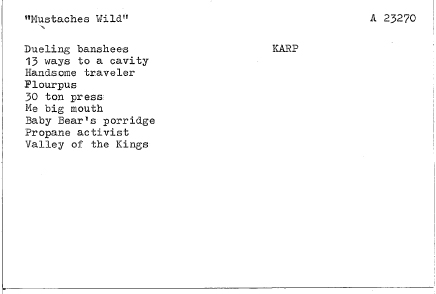 "Mustaches Wild" A 23270
Dueling banshees KARP
13 ways to a cavity
Handsome traveler
Flourpus
30 ton press
Me big mouth
Baby Bear's porridge
Propane activist
Valley of the Kings